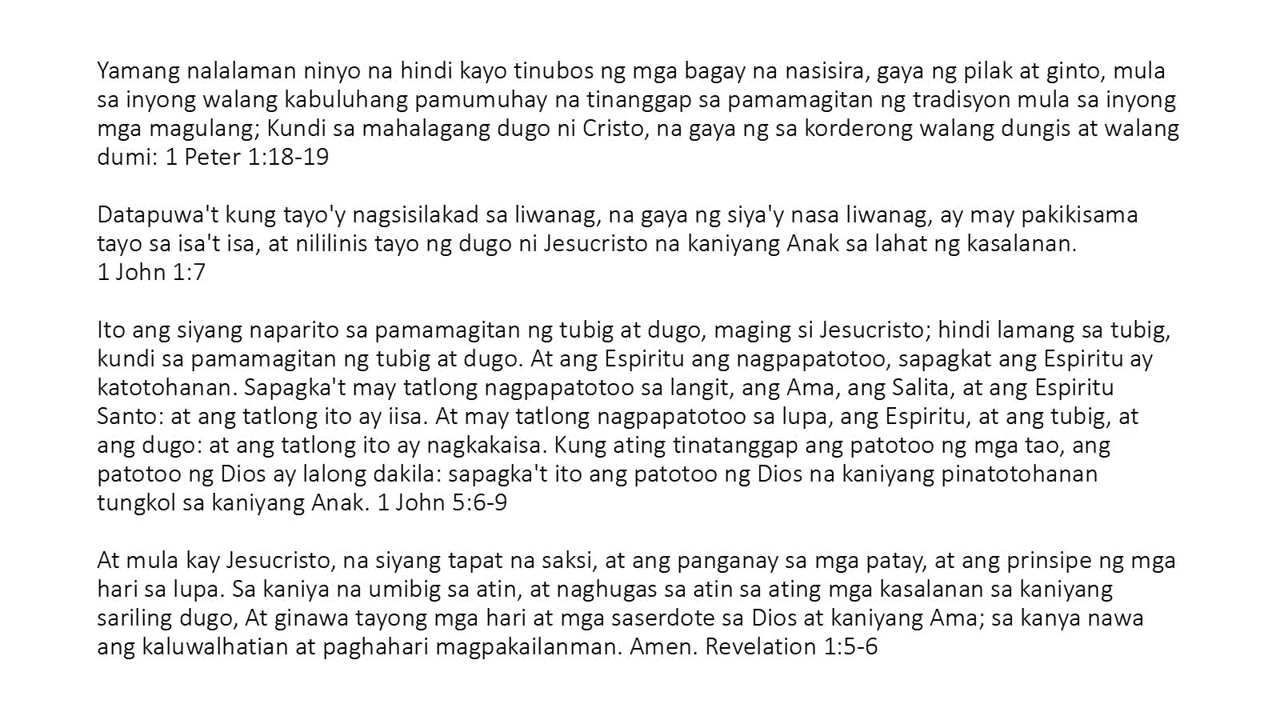 Yamang nalalaman ninyo na hindi kayo tinubos ng mga bagay na nasisira, gaya ng pilak at ginto, mula
sa inyong walang kabuluhang pamumuhay na tinanggap sa pamamagitan ng tradisyon mula sa inyong
mga magulang; Kundi sa mahalagang dugo ni Cristo, na gaya ng sa korderong walang dungis at walang
dumi: 1 Peter 1:18-19
Datapuwa't kung tayo'y nagsisilakad sa liwanag, na gaya ng siya'y nasa liwanag, ay may pakikisama
tayo sa isa't isa, at nililinis tayo ng dugo ni Jesucristo na kaniyang Anak sa lahat ng kasalanan.
1 John 1:7
Ito ang siyang naparito sa pamamagitan ng tubig at dugo, maging si Jesucristo; hindi lamang sa tubig,
kundi sa pamamagitan ng tubig at dugo. At ang Espiritu ang nagpapatotoo, sapagkat ang Espiritu ay
katotohanan. Sapagka't may tatlong nagpapatotoo sa langit, ang Ama, ang Salita, at ang Espiritu
Santo: at ang tatlong ito ay iisa. At may tatlong nagpapatotoo sa lupa, ang Espiritu, at ang tubig, at
ang dugo: at ang tatlong ito ay nagkakaisa. Kung ating tinatanggap ang patotoo ng mga tao, ang
patotoo ng Dios ay lalong dakila: sapagka't ito ang patotoo ng Dios na kaniyang pinatotohanan
tungkol sa kaniyang Anak. 1 John 5:6-9
At mula kay Jesucristo, na siyang tapat na saksi, at ang panganay sa mga patay, at ang prinsipe ng mga
hari sa lupa. Sa kaniya na umibig sa atin, at naghugas sa atin sa ating mga kasalanan sa kaniyang
sariling dugo, At ginawa tayong mga hari at mga saserdote sa Dios at kaniyang Ama; sa kanya nawa
ang kaluwalhatian at paghahari magpakailanman. Amen. Revelation 1:5-6